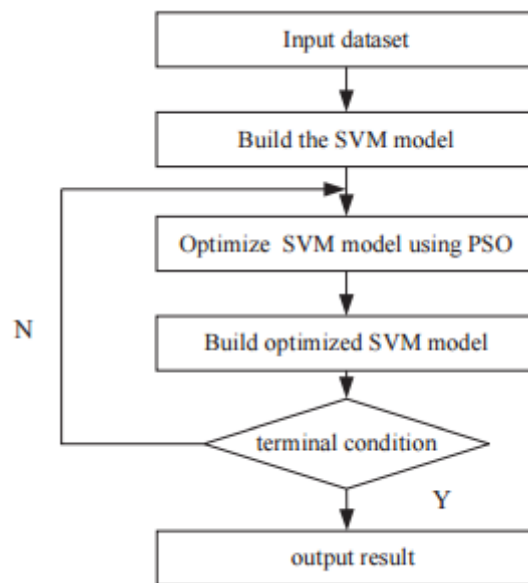 Input dataset
Build the SVM model
Optimize SVM model using PSO
N
Build optimized SVM model
terminal condition
Y
output result